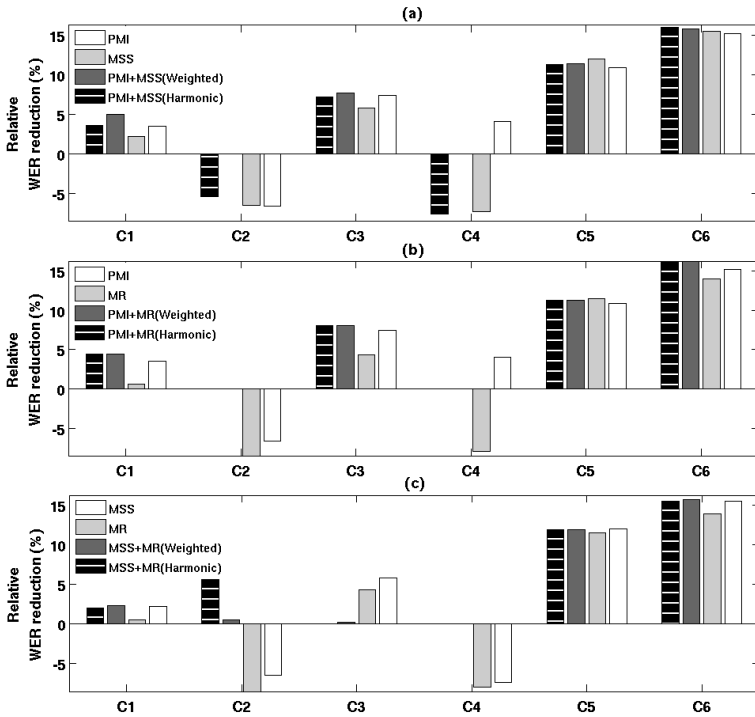 (a)
15
10
5
0
-5
Relative
WER reduction (%)
PMI
MSS
PMI+MSS(Weighted)
PMI+MSS(Harmonic)
C1 C2 C3 C4 C5 C6
(b)
15
10
5
0
-5
Relative
WER reduction (%)
PMI
MR
PMI+MR(Weighted)
PMI+MR(Harmonic)
C1 C2 C3 C4 C5 C6
(c)
15
10
5
0
-5
Relative
WER reduction (%)
MSS
MR
MSS+MR(Weighted)
MSS+MR(Harmonic)
C1 C2 C3 C4 C5 C6